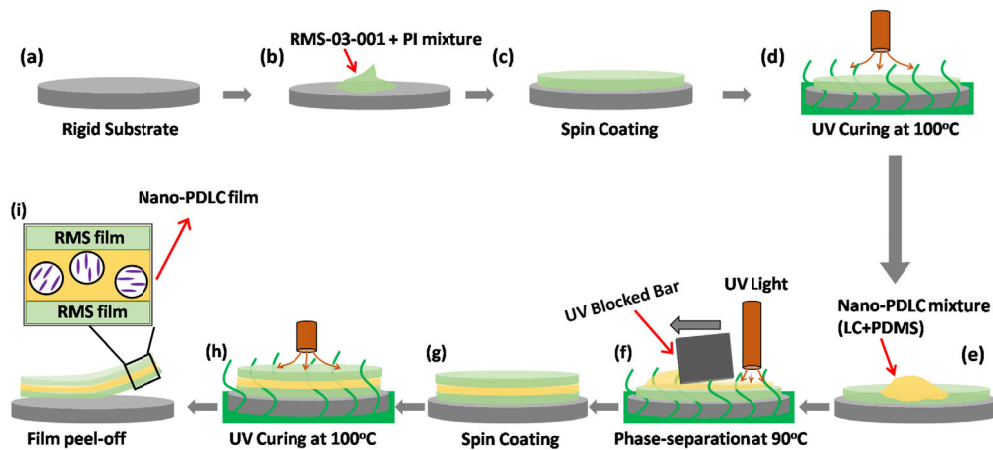 (a)
Rigid Substrate
(b)
RMS-03-001 + PI mixture
(c)
Spin Coating
(d)
UV Curing at 100°C
Nano-PDLC mixture
(LC+PDMS)
(e)
UV Blocked Bar
UV Light
(f)
Phase-separationat 90°C
(g)
Spin Coating
(h)
UV Curing at 100°C
(i)
Nano-PDLC film
RMS film
RMS film
Film peel-off